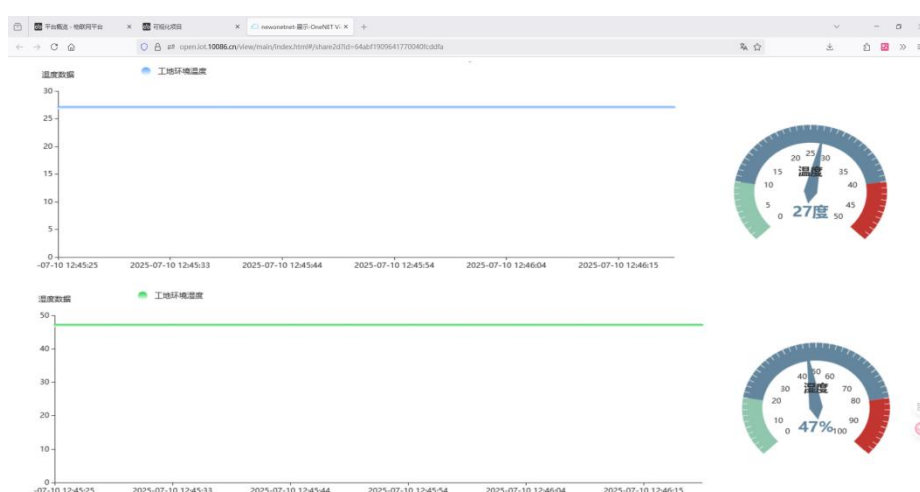 平台概览 - 物联网平台
可视化项目
newonetnet-展示-OneNET Vi
open.iot.10086.cn/view/main/index.html#/share2d?id=64abf19096417700401cddfa
温度数据
工地环境温度
30
25
20
15
10
5
0
-07-10 12:45:25 2025-07-10 12:45:33 2025-07-10 12:45:44 2025-07-10 12:45:54 2025-07-10 12:46:04 2025-07-10 12:46:15
0 5 10 15 20 25 30 35 40 45 50
温度
27度
湿度数据
工地环境湿度
50
40
30
20
10
0
-07-10 12:45:25 2025-07-10 12:45:33 2025-07-10 12:45:44 2025-07-10 12:45:54 2025-07-10 12:46:04 2025-07-10 12:46:15
0 10 20 30 40 50 60 70 80 90 100
湿度
47%